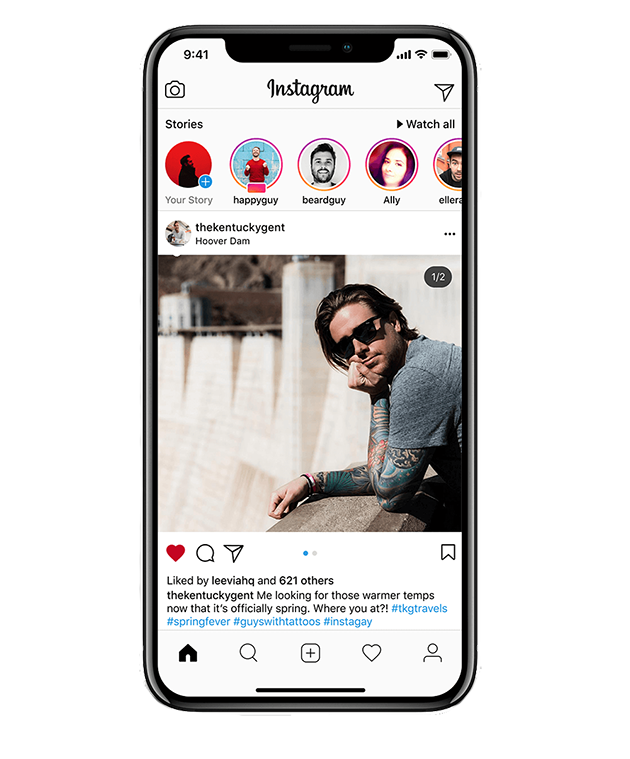 9:41
Instagram
Stories
Watch all
Your Story
happyguy
beardguy
Ally
ellera
thekentuckygent
Hoover Dam
1/2
Liked by leeviahq and 621 others
thekentuckygent Me looking for those warmer temps
now that it's officially spring. Where you at?! #tkgtravels
#springfever #guyswithtattoos #instagay